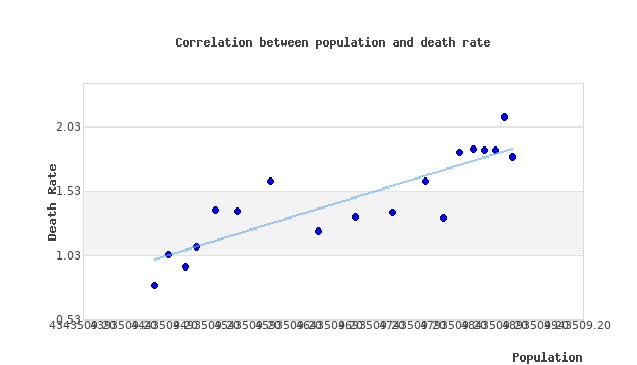 Correlation between population and death rate
2.03
1.53
1.03
0.53
Death Rate
Population